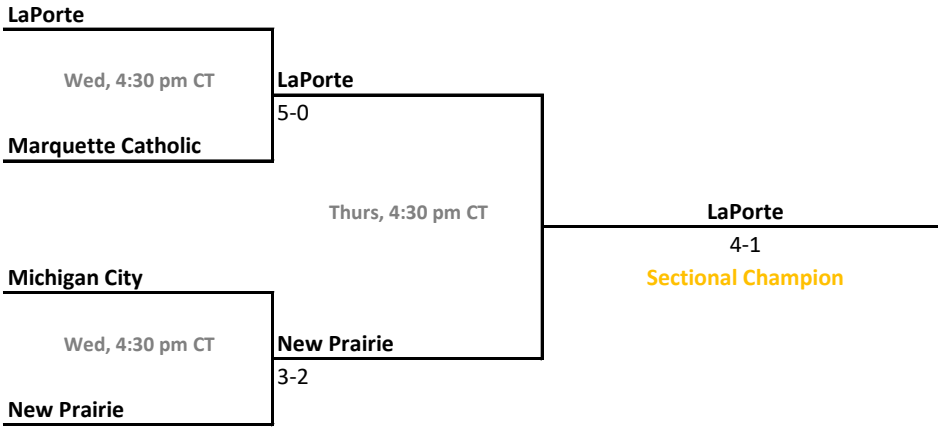 LaPorte
Wed, 4:30 pm CT
LaPorte
5-0
Marquette Catholic
Thurs, 4:30 pm CT
LaPorte
4-1
Sectional Champion
Michigan City
Wed, 4:30 pm CT
New Prairie
3-2
New Prairie